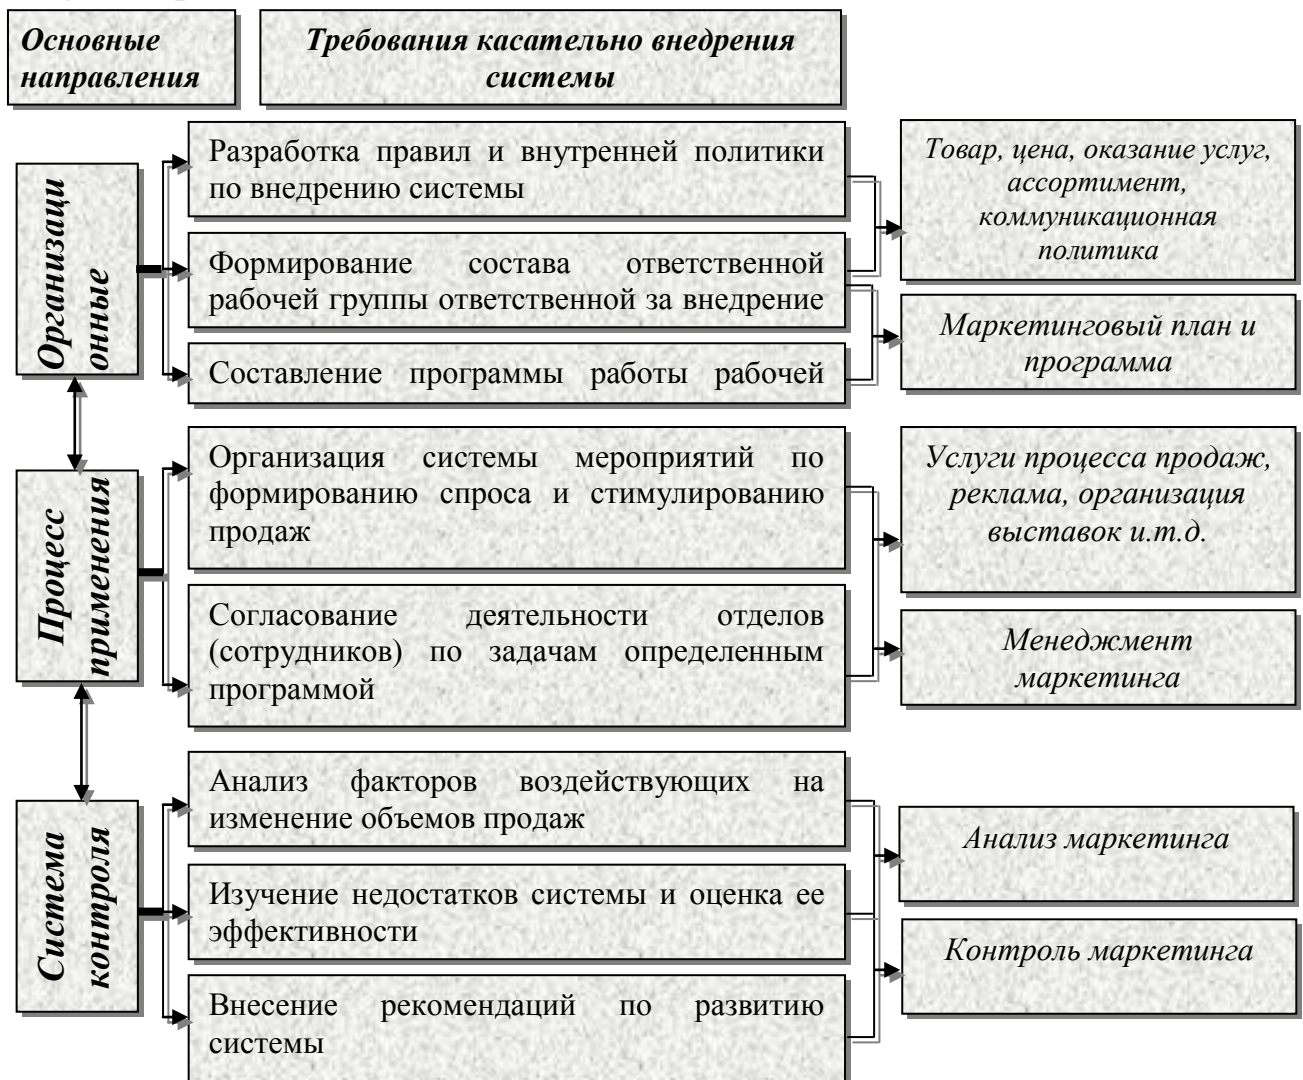 Основные
направления
Требования касательно внедрения
системы
Организаци
онные
Разработка правил и внутренней политики
по внедрению системы
Формирование состава ответственной
рабочей группы ответственной за внедрение
Составление программы работы рабочей
Товар, цена, оказание услуг,
ассортимент,
коммуникационная
политика
Маркетинговый план и
программа
Процесс
применения
Организация системы мероприятий по
формированию спроса и стимулированию
продаж
Согласование деятельности отделов
(сотрудников) по задачам определенным
программой
Услуги процесса продаж,
реклама, организация
выставок и.т.д.
Менеджмент
маркетинга
Система
контроля
Анализ факторов воздействующих на
изменение объемов продаж
Изучение недостатков системы и оценка ее
эффективности
Внесение рекомендаций по развитию
системы
Анализ маркетинга
Контроль маркетинга